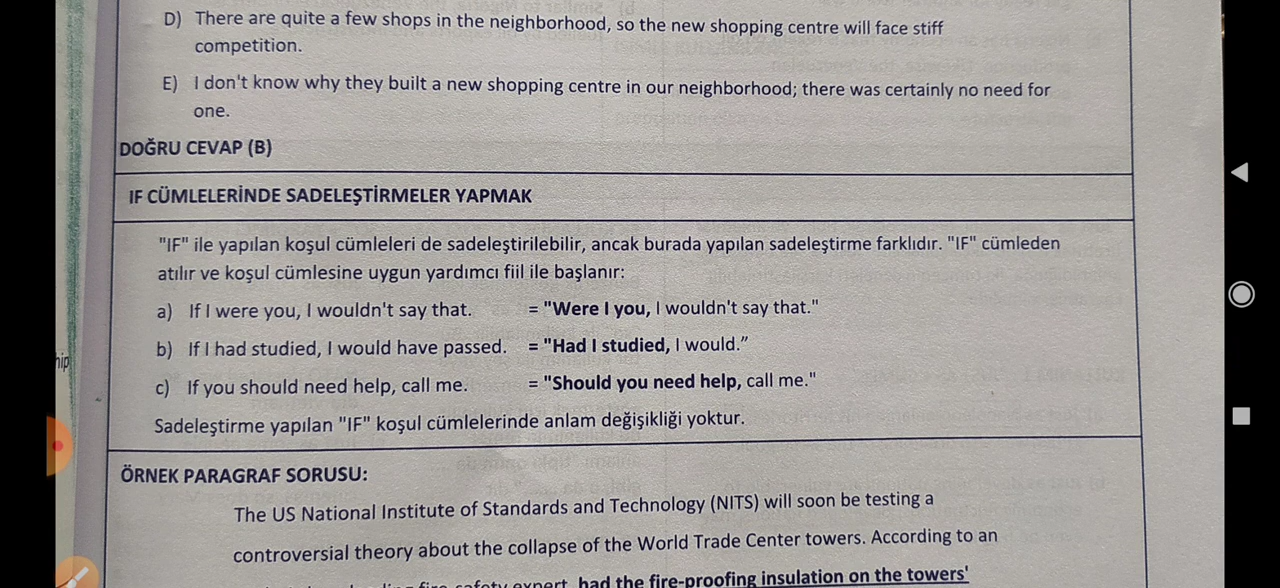 D) There are quite a few shops in the neighborhood, so the new shopping centre will face stiff
competition.
E) I don't know why they built a new shopping centre in our neighborhood; there was certainly no need for
one.
DOĞRU CEVAP (B)
IF CÜMLELERİNDE SADELEŞTİRMELER YAPMAK
"IF" ile yapılan koşul cümleleri de sadeleştirilebilir, ancak burada yapılan sadeleştirme farklıdır. "IF" cümleden
atılır ve koşul cümlesine uygun yardımcı fiil ile başlanır:
a) If I were you, I wouldn't say that. = "Were I you, I wouldn't say that."
b) If I had studied, I would have passed. = "Had I studied, I would."
c) If you should need help, call me. = "Should you need help, call me."
hip
Sadeleştirme yapılan "IF" koşul cümlelerinde anlam değişikliği yoktur.
ÖRNEK PARAGRAF SORUSU:
The US National Institute of Standards and Technology (NITS) will soon be testing a
controversial theory about the collapse of the World Trade Center towers. According to an
fire safety expert, had the fire-proofing insulation on the towers'